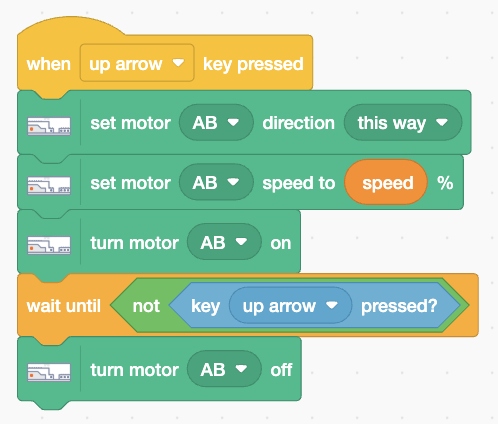 when up arrow key pressed
set motor AB direction this way
set motor AB speed to speed %
turn motor AB on
wait until not key up arrow pressed?
turn motor AB off